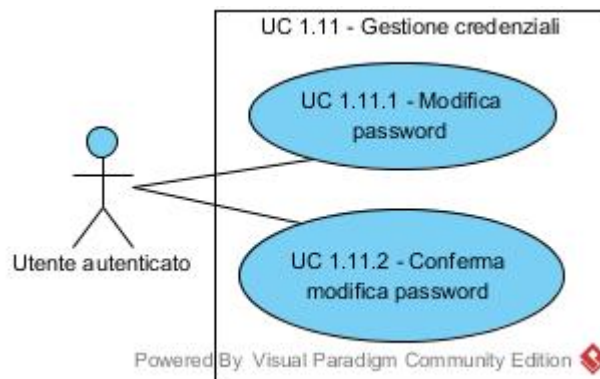 UC 1.11 - Gestione credenziali
UC 1.11.1 - Modifica
password
Utente autenticato
UC 1.11.2 - Conferma
modifica password
Powered By Visual Paradigm Community Edition